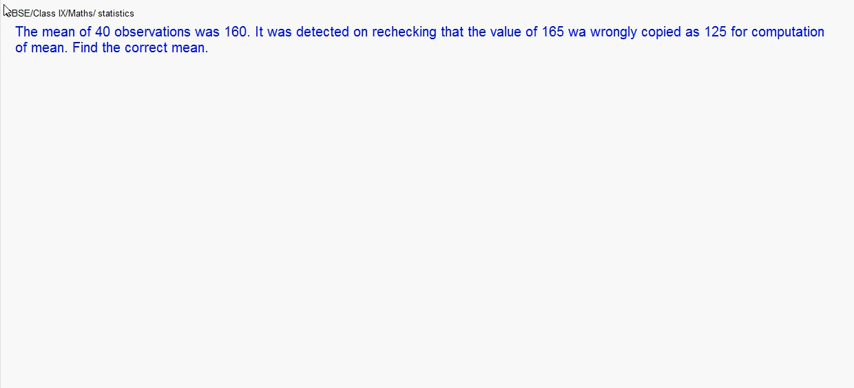 CBSE/Class IX/Maths/ statistics
The mean of 40 observations was 160. It was detected on rechecking that the value of 165 wa wrongly copied as 125 for computation
of mean. Find the correct mean.